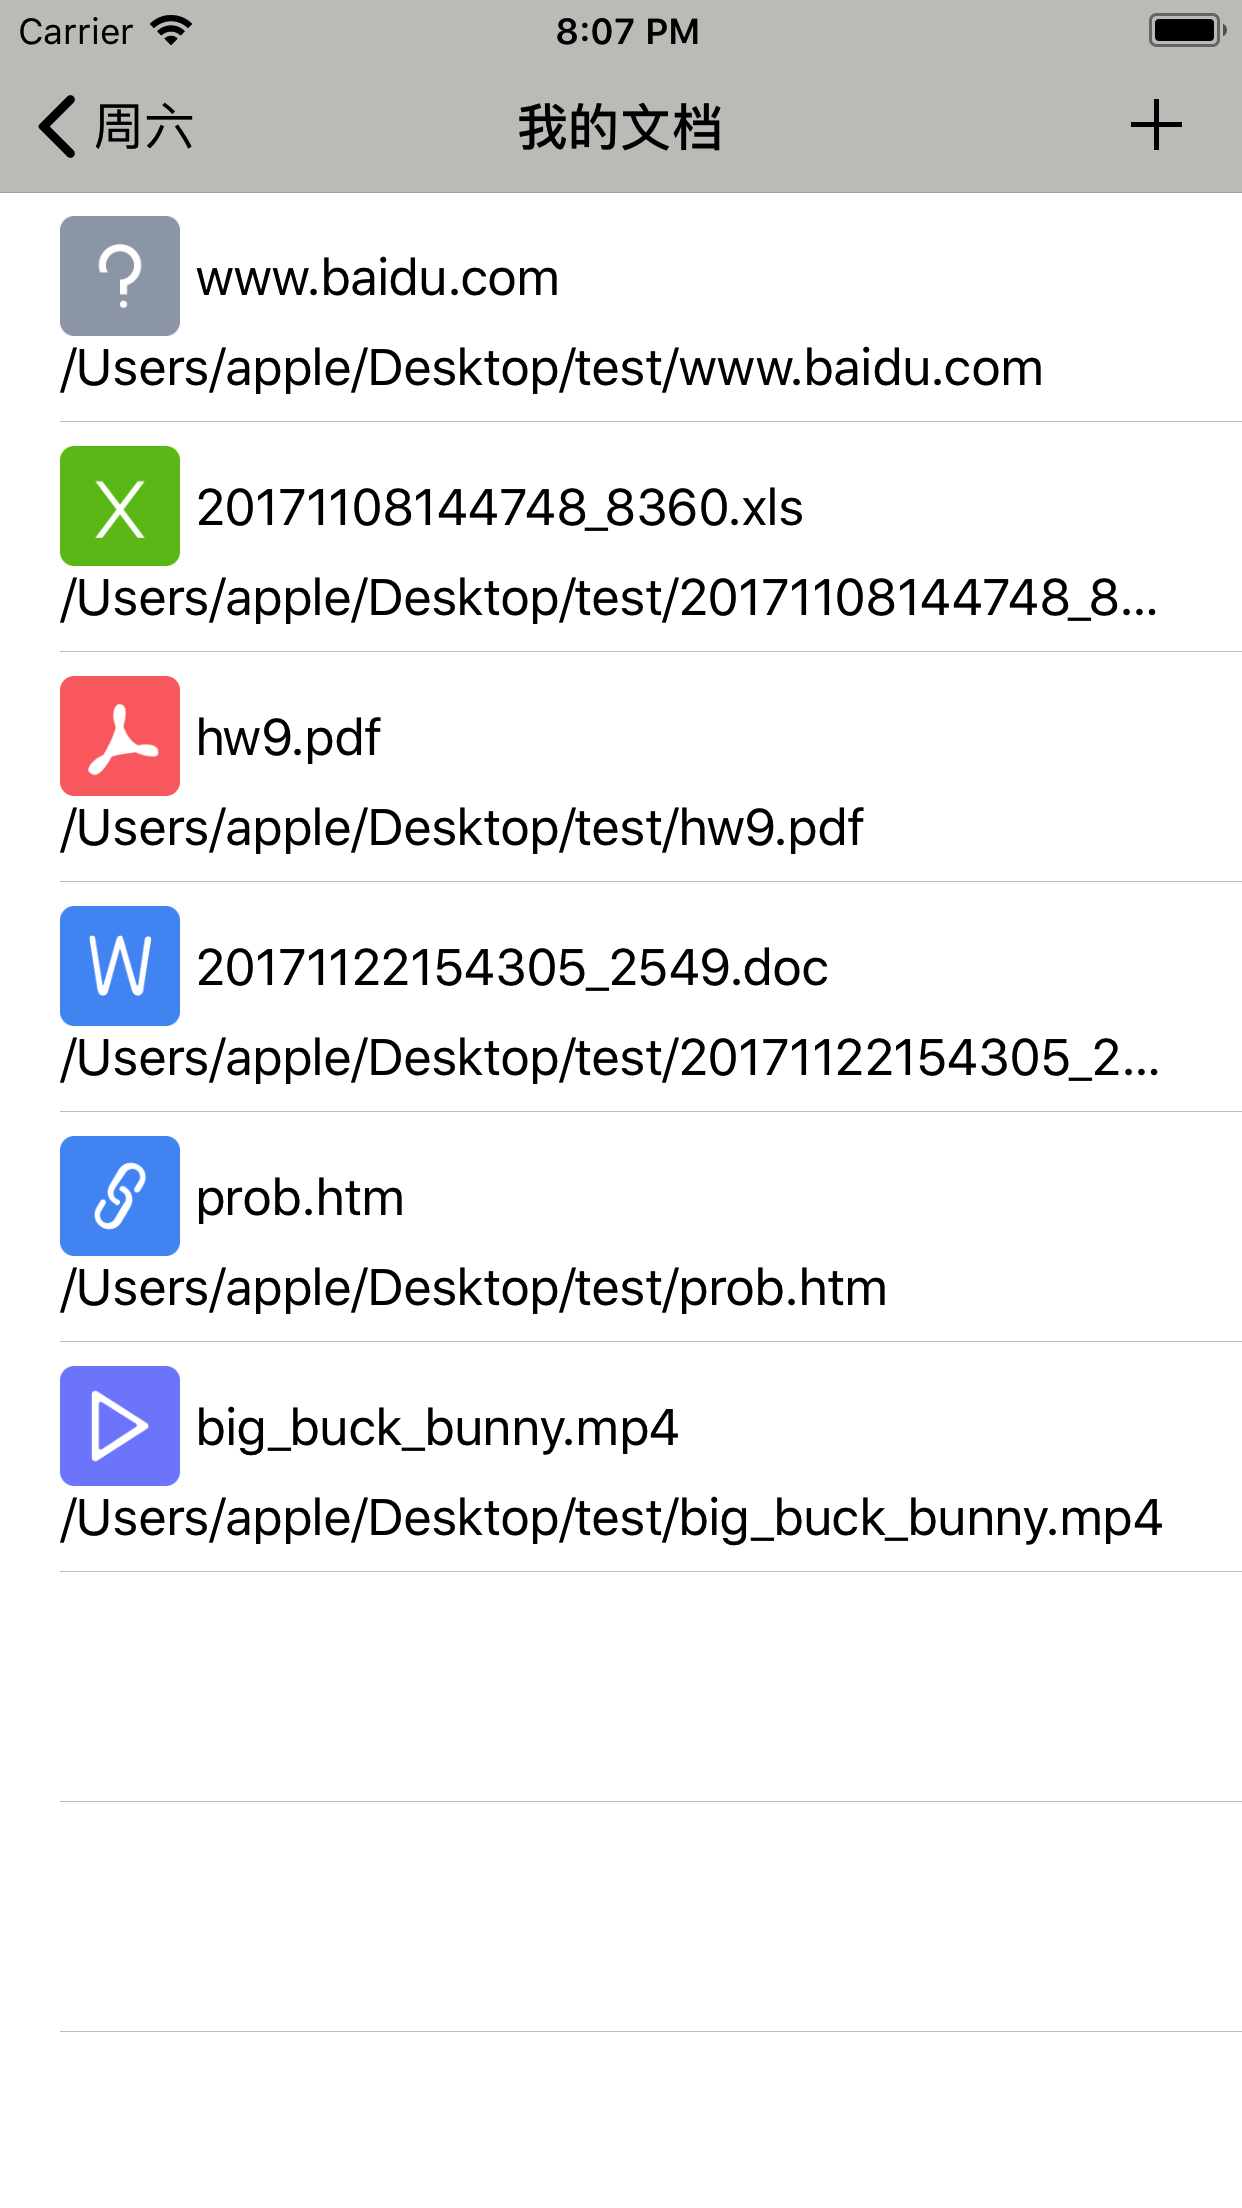 Carrier 8:07 PM
周六 我的文档
www.baidu.com
/Users/apple/Desktop/test/www.baidu.com
X
20171108144748_8360.xls
/Users/apple/Desktop/test/20171108144748_8...
hw9.pdf
/Users/apple/Desktop/test/hw9.pdf
W
20171122154305_2549.doc
/Users/apple/Desktop/test/20171122154305_2...
prob.htm
/Users/apple/Desktop/test/prob.htm
big_buck_bunny.mp4
/Users/apple/Desktop/test/big_buck_bunny.mp4